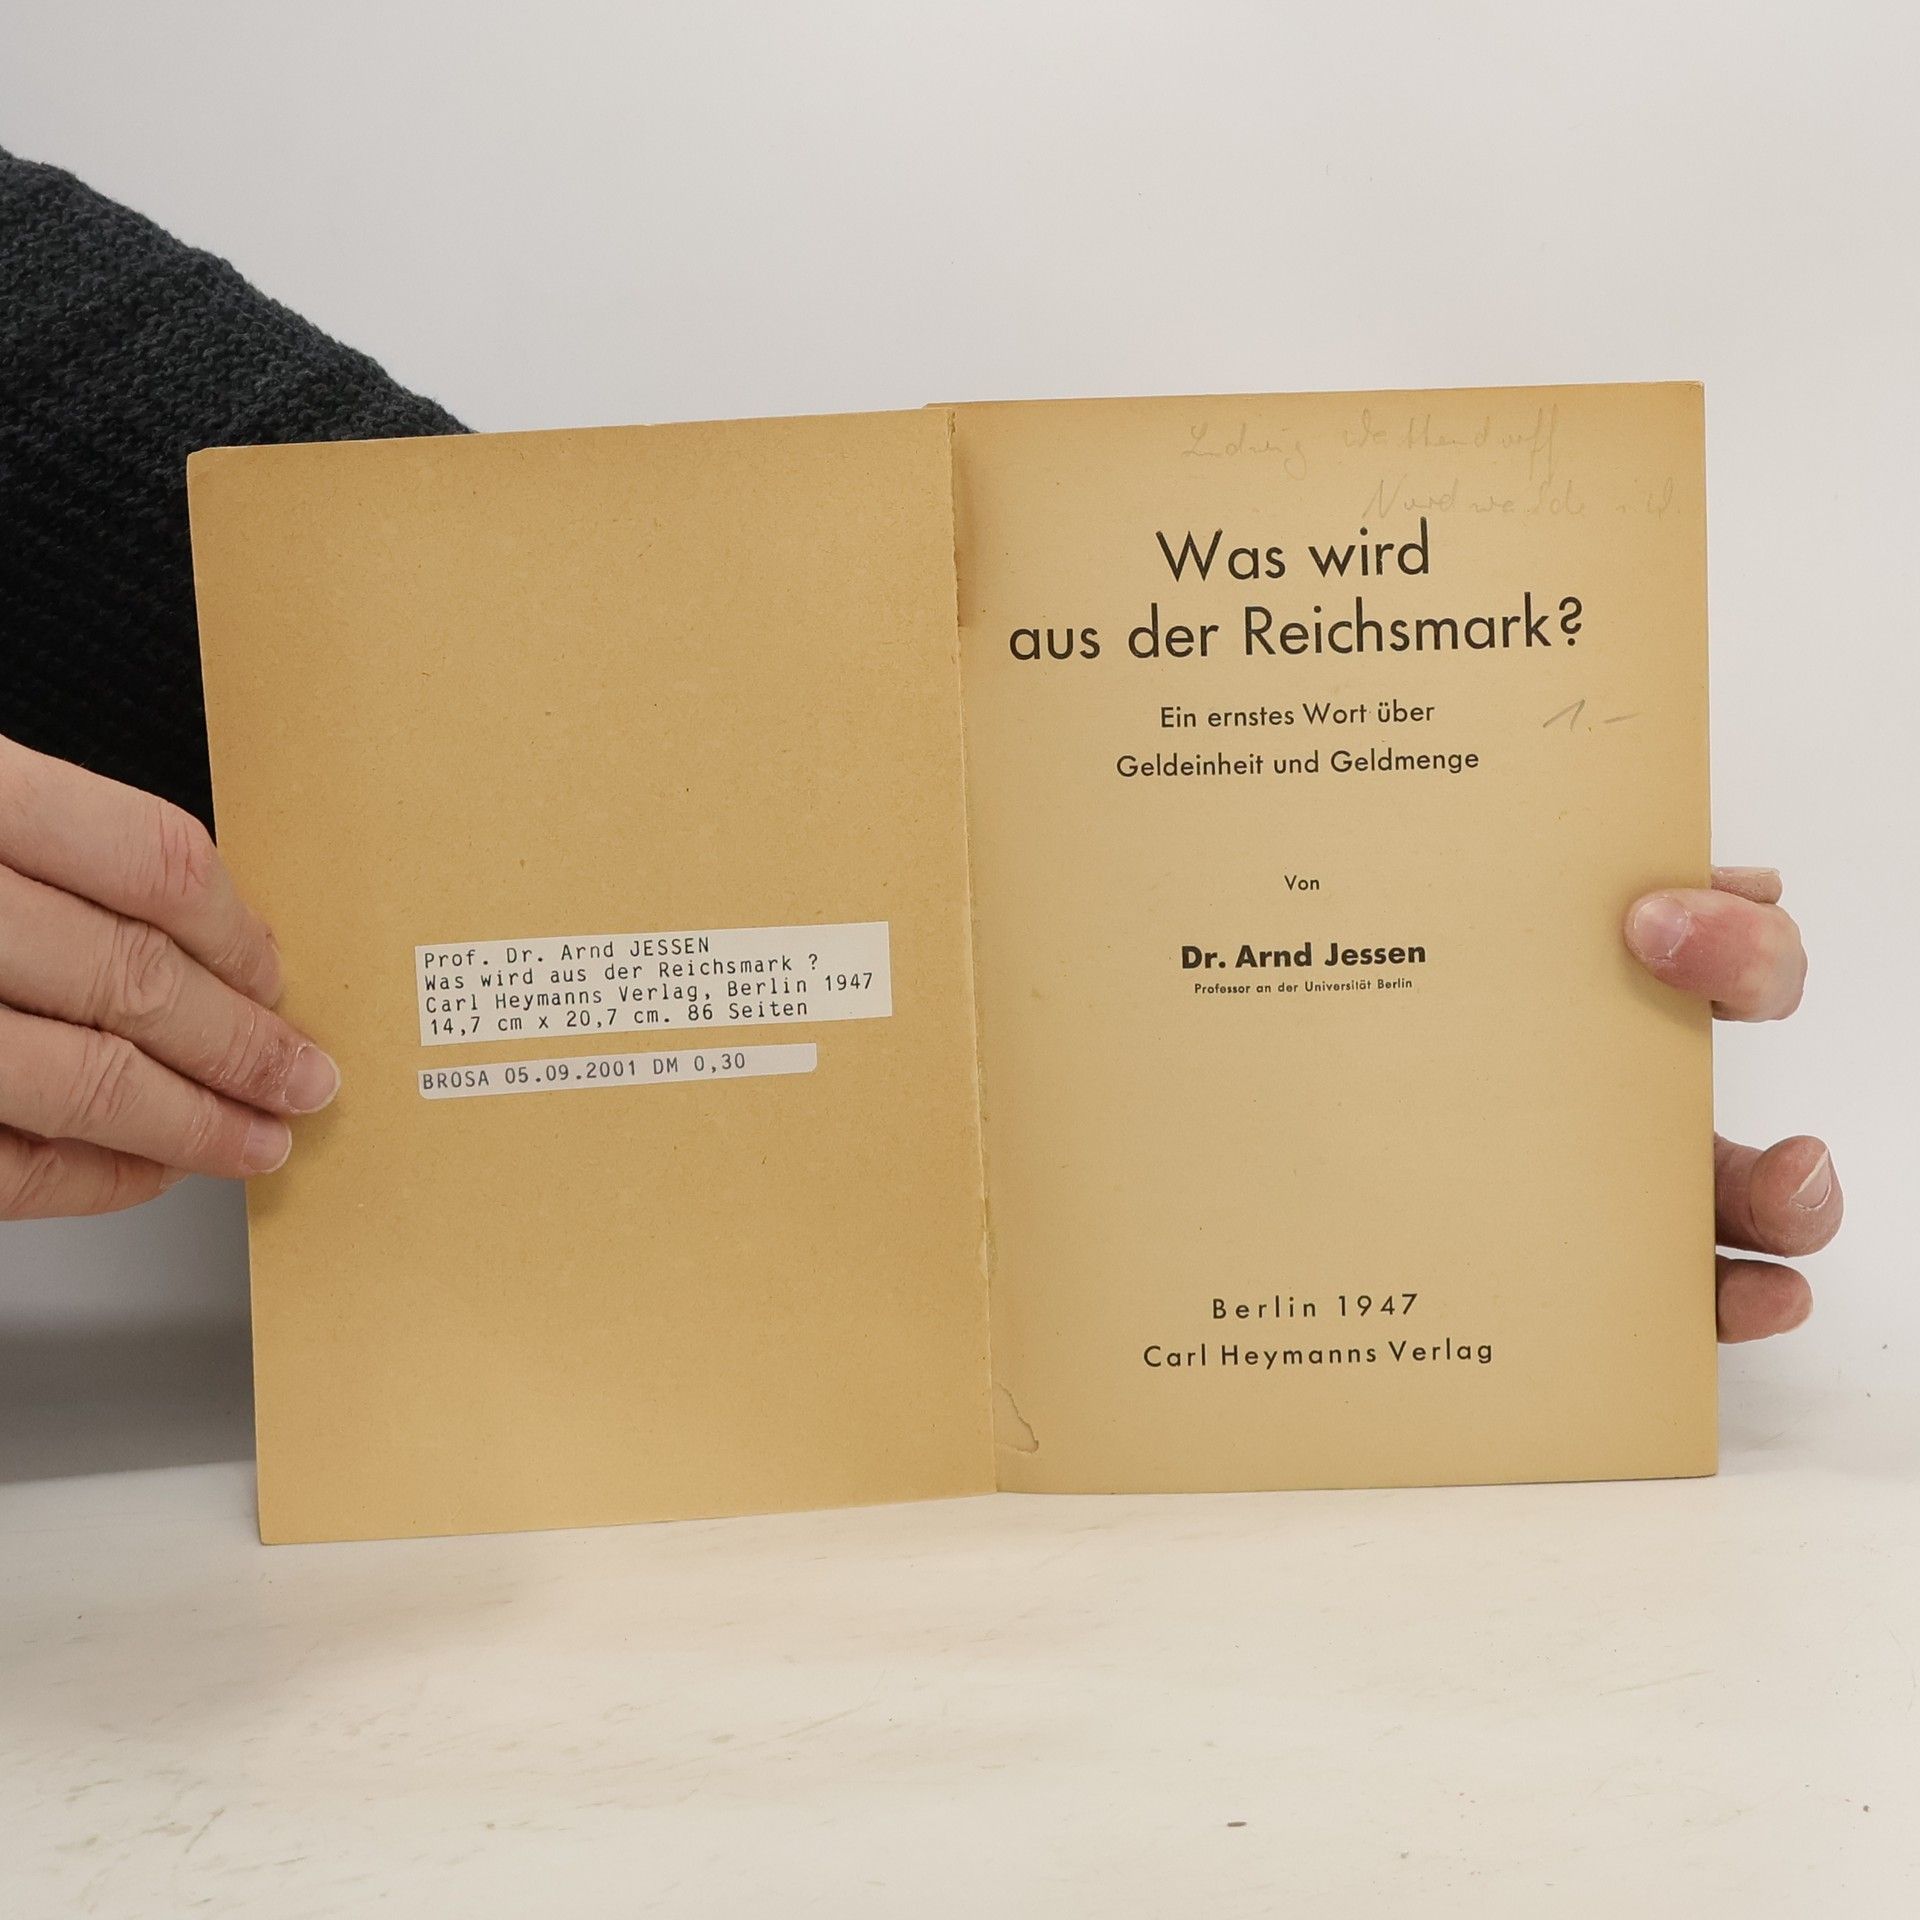 Prof. Dr. Arnd JESSEN
Was wird aus der Reichsmark ?
Carl Heymanns Verlag, Berlin 1947
14,7 cm x 20,7 cm. 86 Seiten
BROSA 05.09.2001 DM 0,30
Ludwig
Nordwalde i.W.
Was wird
aus der Reichsmark?
Ein ernstes Wort über
1.-
Geldeinheit und Geldmenge
Von
Dr. Arnd Jessen
Professor an der Universität Berlin
Berlin 1947
Carl Heymanns Verlag